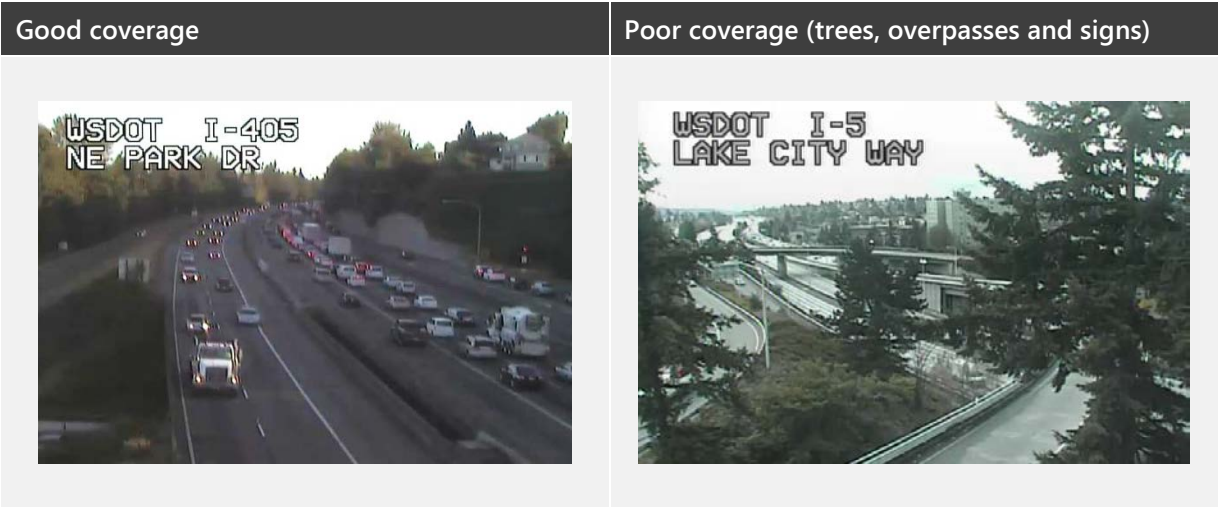 Good coverage
Poor coverage (trees, overpasses and signs)
WSDOT I-405
NE PARK DR
WSDOT I-5
LAKE CITY WAY